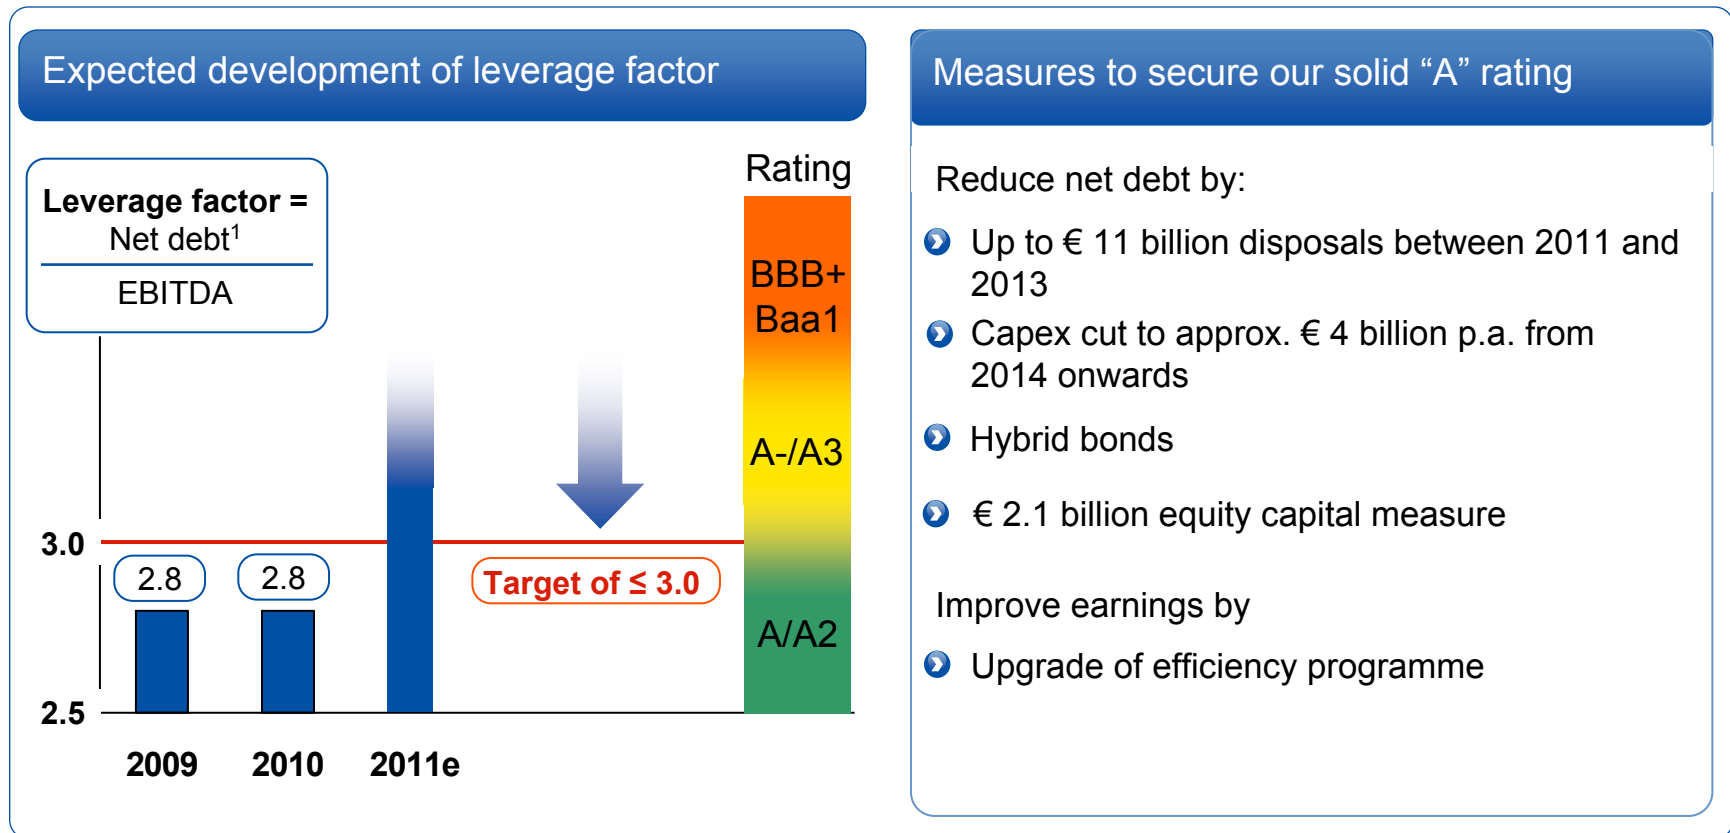 Expected development of leverage factor
Leverage factor =
Net debt¹
EBITDA
Rating
BBB+
Baa1
A-/A3
A/A2
3.0
2.8
2.8
Target of ≤ 3.0
2.5
2009
2010
2011e
Measures to secure our solid “A” rating
Reduce net debt by:
Up to € 11 billion disposals between 2011 and
2013
Capex cut to approx. € 4 billion p.a. from
2014 onwards
Hybrid bonds
€ 2.1 billion equity capital measure
Improve earnings by
Upgrade of efficiency programme